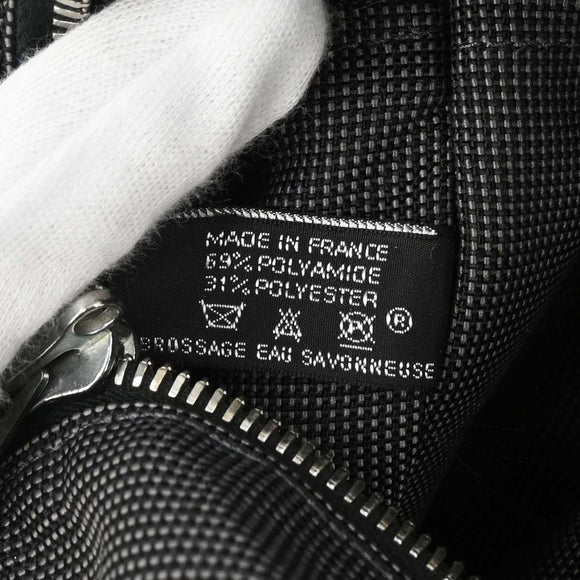 MADE IN FRANCE
69% POLYAMIDE
31% POLYESTER
®
BROSSAGE EAU SAVONNEUSE